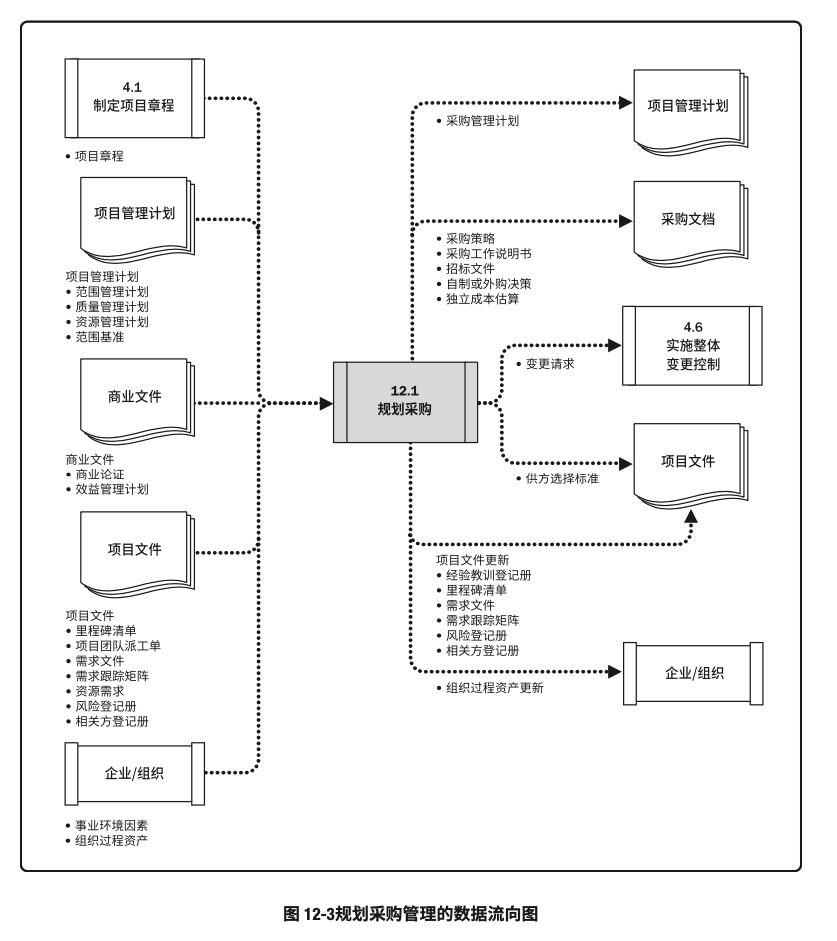 4.1
制定项目章程
• 项目章程
项目管理计划
项目管理计划
• 范围管理计划
• 质量管理计划
• 资源管理计划
• 范围基准
商业文件
商业文件
• 商业论证
• 效益管理计划
项目文件
项目文件
• 里程碑清单
• 项目团队派工单
• 需求文件
• 需求跟踪矩阵
• 资源需求
• 风险登记册
• 相关方登记册
企业/组织
• 事业环境因素
• 组织过程资产
12.1
规划采购
项目管理计划
• 采购管理计划
采购文档
• 采购策略
• 采购工作说明书
• 招标文件
• 自制或外购决策
• 独立成本估算
4.6
实施整体
变更控制
• 变更请求
项目文件
• 供方选择标准
项目文件更新
• 经验教训登记册
• 里程碑清单
• 需求文件
• 需求跟踪矩阵
• 风险登记册
• 相关方登记册
企业/组织
• 组织过程资产更新
图 12-3规划采购管理的数据流向图